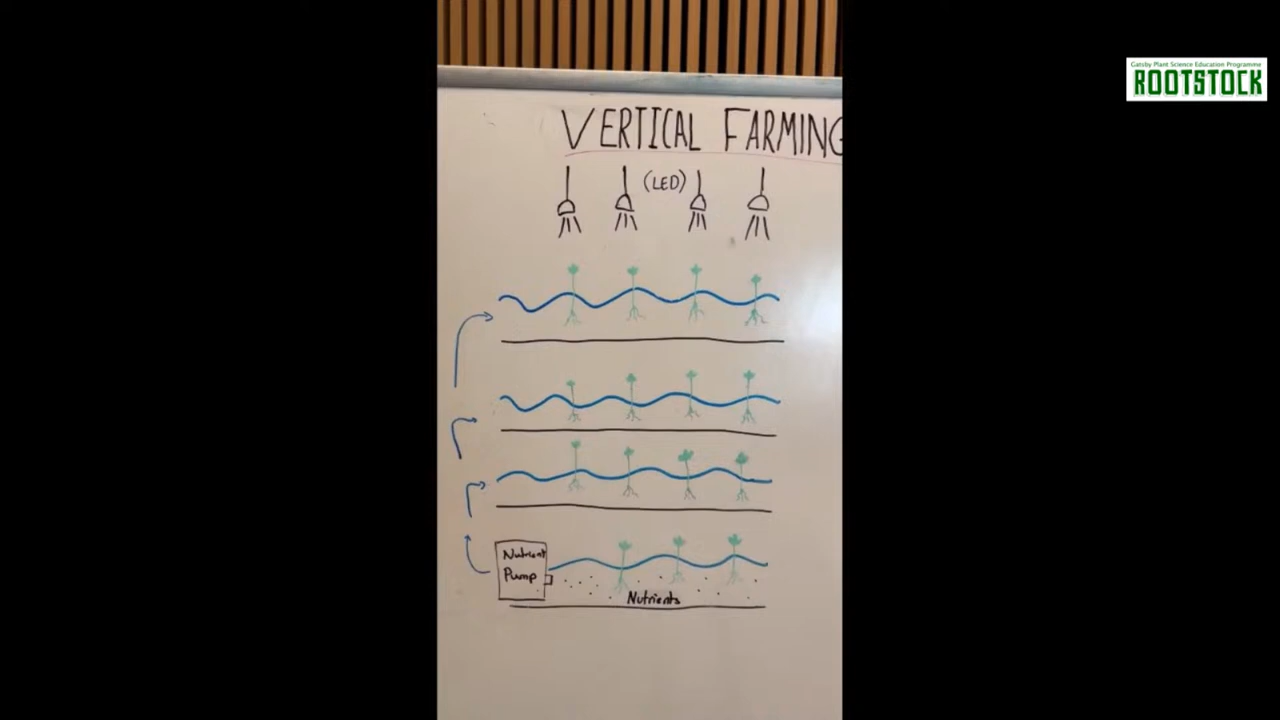 Gatsby Plant Science Education Programme
ROOTSTOCK
VERTICAL FARMING
(LED)
Nutrient
Pump
Nutrients